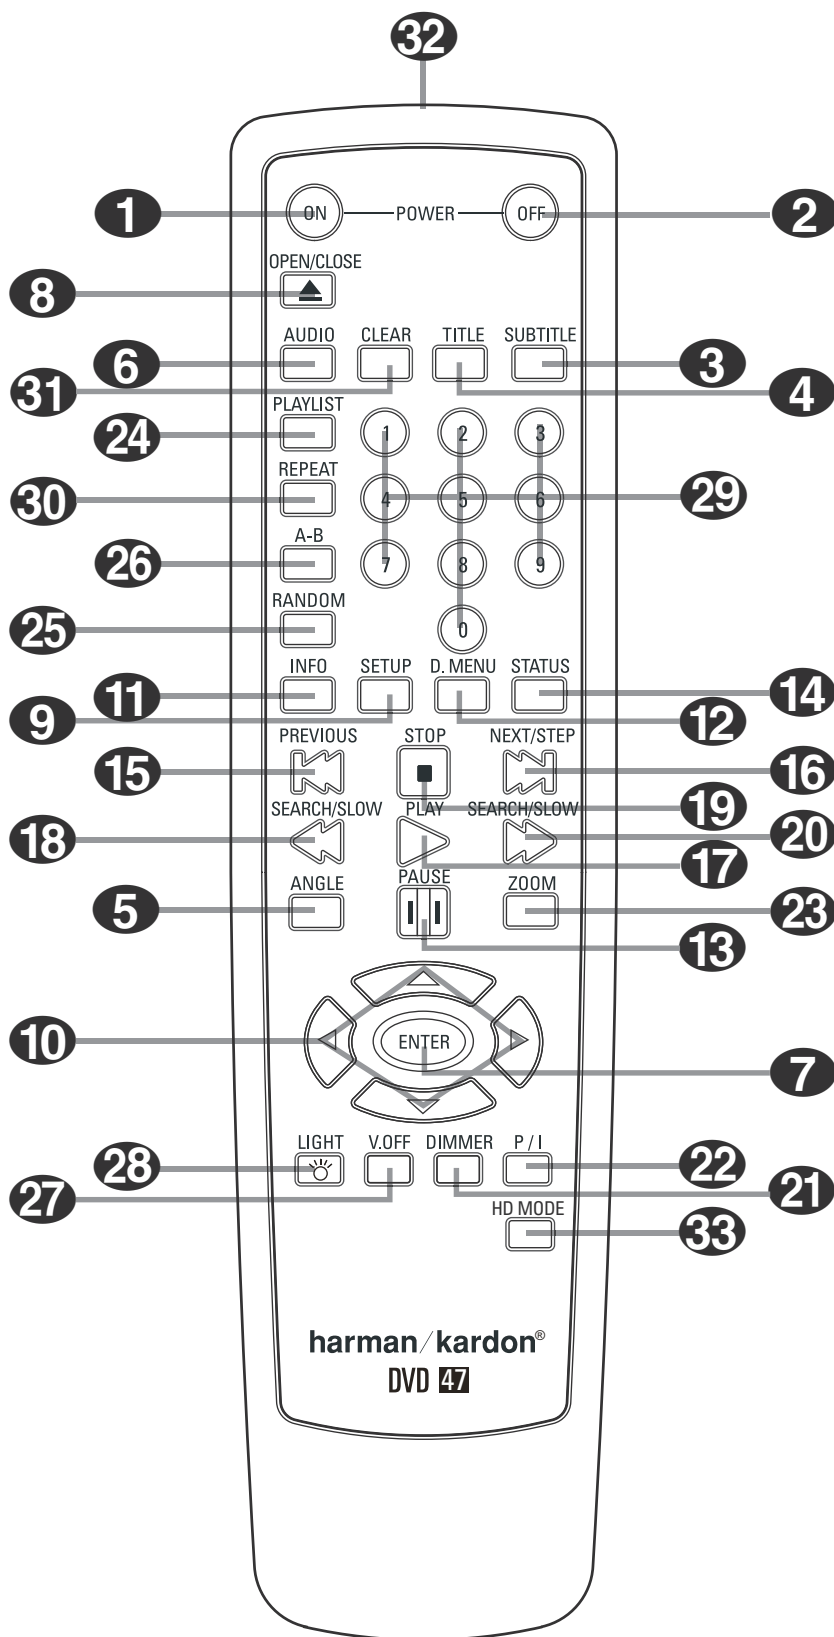 32
1 ON POWER OFF 2
OPEN/CLOSE
8
AUDIO CLEAR TITLE SUBTITLE
6 3
31 4
PLAYLIST
24 1 2 3
REPEAT
30 4 5 6 29
A-B
26 7 8 9
RANDOM
25 0
INFO SETUP D. MENU STATUS
11 14
9 12
PREVIOUS STOP NEXT/STEP
15 16
19
SEARCH/SLOW PLAY SEARCH/SLOW
18 20
17
ANGLE PAUSE ZOOM
5 23
13
10 ENTER
7
LIGHT V.OFF DIMMER P / I
28 22
27 21
HD MODE
33
harman/kardon®
DVD 47